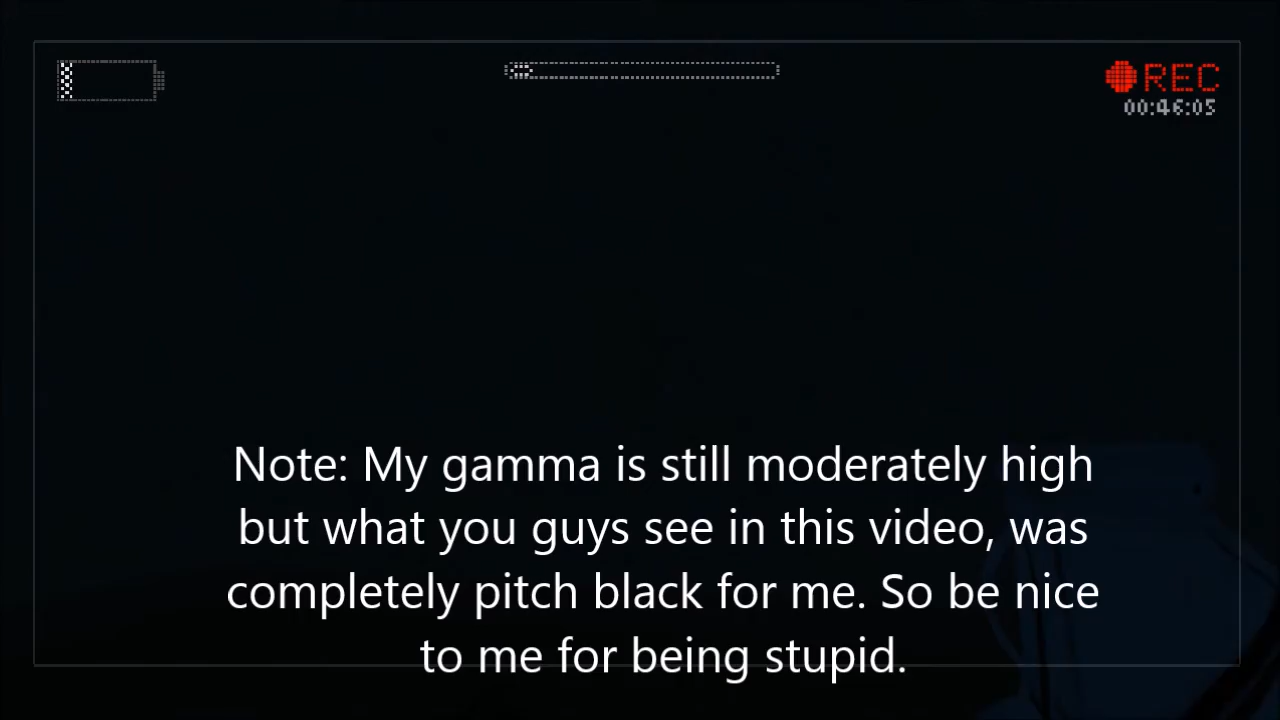 REC
00:46:05
Note: My gamma is still moderately high
but what you guys see in this video, was
completely pitch black for me. So be nice
to me for being stupid.